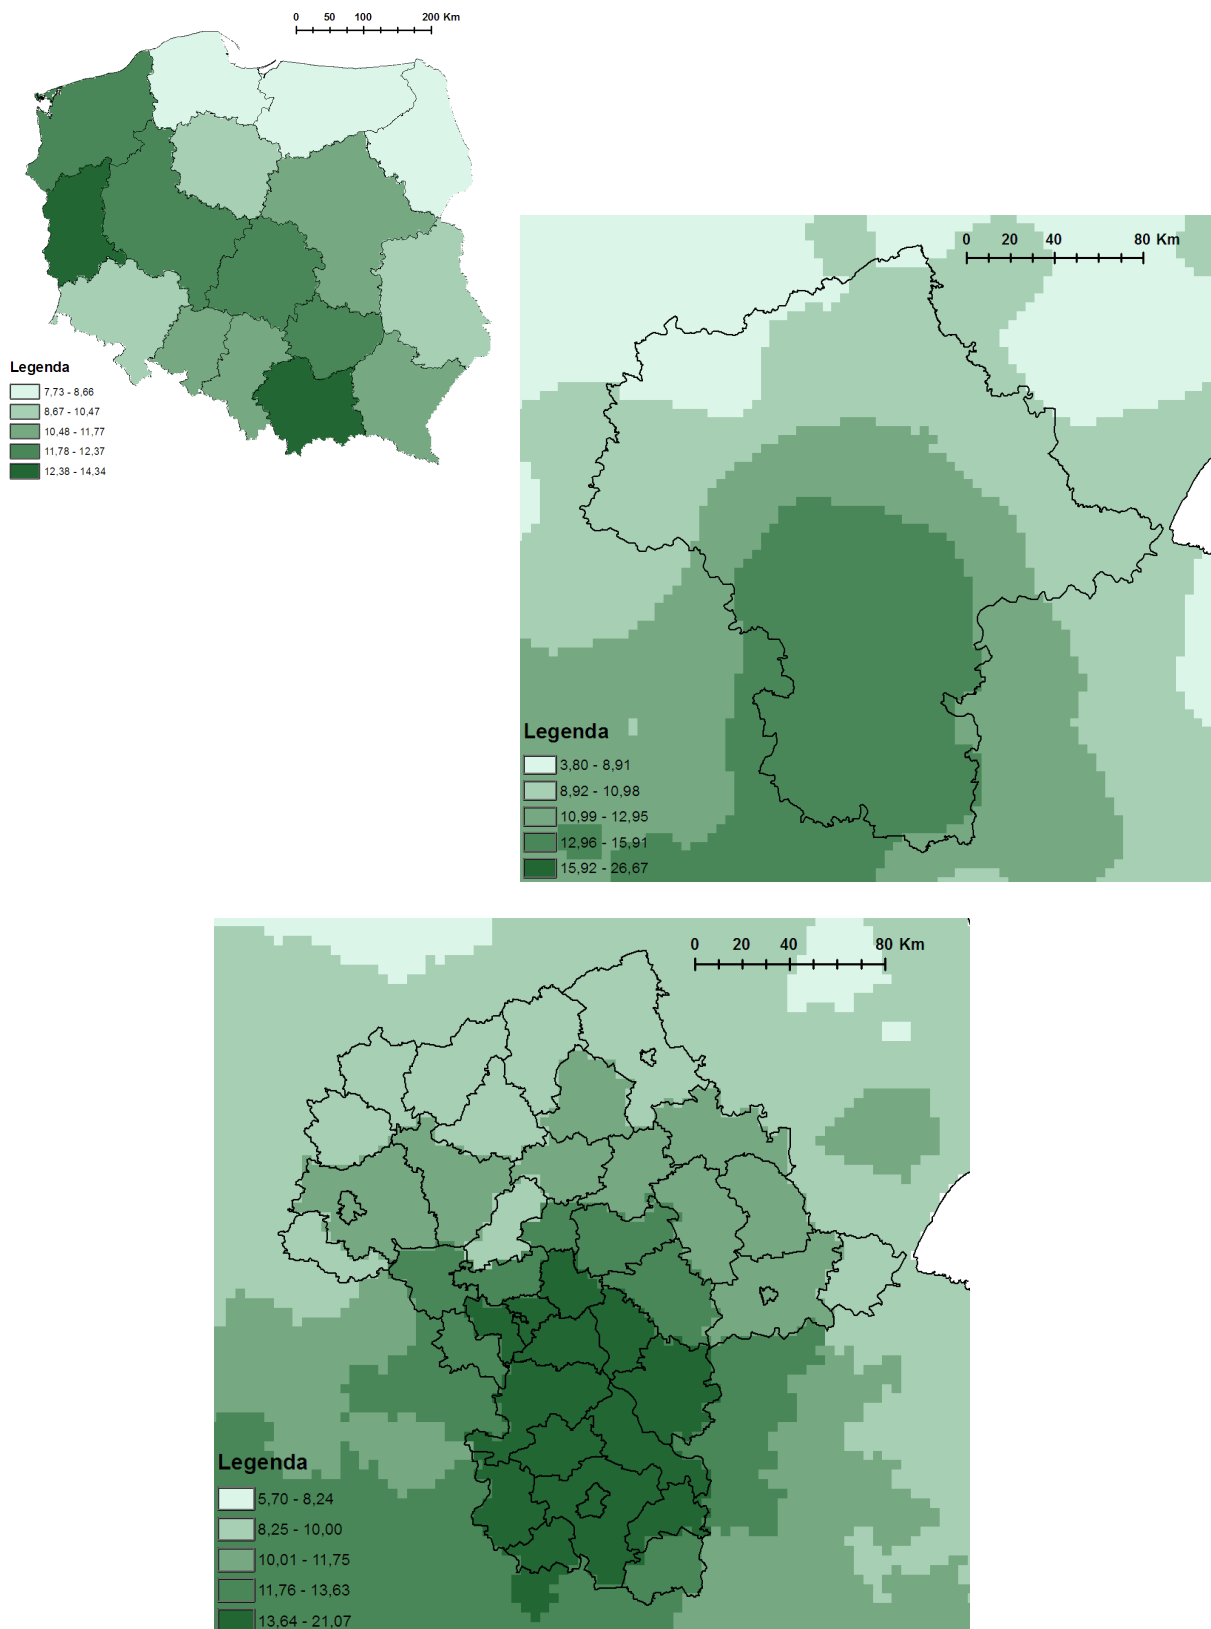 0 50 100 200 Km
Legenda
7,73 - 8,66
8,67 - 10,47
10,48 - 11,77
11,78 - 12,37
12,38 - 14,34
0 20 40 80 Km
Legenda
3,80 - 8,91
8,92 - 10,98
10,99 - 12,95
12,96 - 15,91
15,92 - 26,67
0 20 40 80 Km
Legenda
5,70 - 8,24
8,25 - 10,00
10,01 - 11,75
11,76 - 13,63
13,64 - 21,07